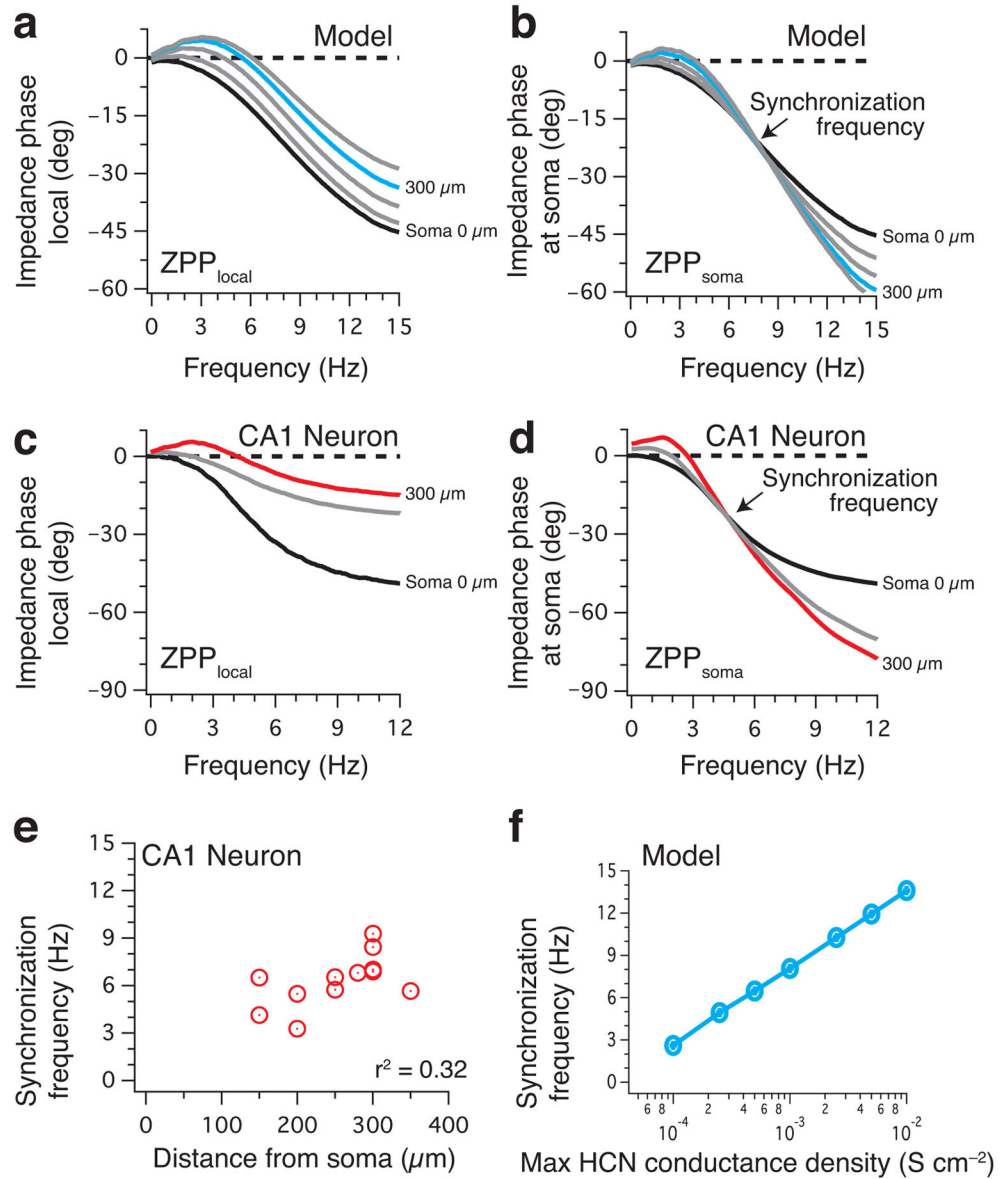 a
Model
0
−15
−30
−45
−60
Impedance phase
local (deg)
300 µm
Soma 0 µm
ZPPlocal
0 3 6 9 12 15
Frequency (Hz)
b
Model
0
−15
−30
−45
−60
Impedance phase
at soma (deg)
Synchronization
frequency
Soma 0 µm
300 µm
ZPPsoma
0 3 6 9 12 15
Frequency (Hz)
c
CA1 Neuron
0
−30
−60
−90
Impedance phase
local (deg)
300 µm
Soma 0 µm
ZPPlocal
0 3 6 9 12
Frequency (Hz)
d
CA1 Neuron
0
−30
−60
−90
Impedance phase
at soma (deg)
Synchronization
frequency
Soma 0 µm
300 µm
ZPPsoma
0 3 6 9 12
Frequency (Hz)
e
CA1 Neuron
15
12
9
6
3
0
Synchronization
frequency (Hz)
r² = 0.32
0 100 200 300 400
Distance from soma (µm)
f
Model
15
12
9
6
3
0
Synchronization
frequency (Hz)
6 8 2 4 6 8 2 4 6 8
10⁻⁴ 10⁻³ 10⁻²
Max HCN conductance density (S cm⁻²)